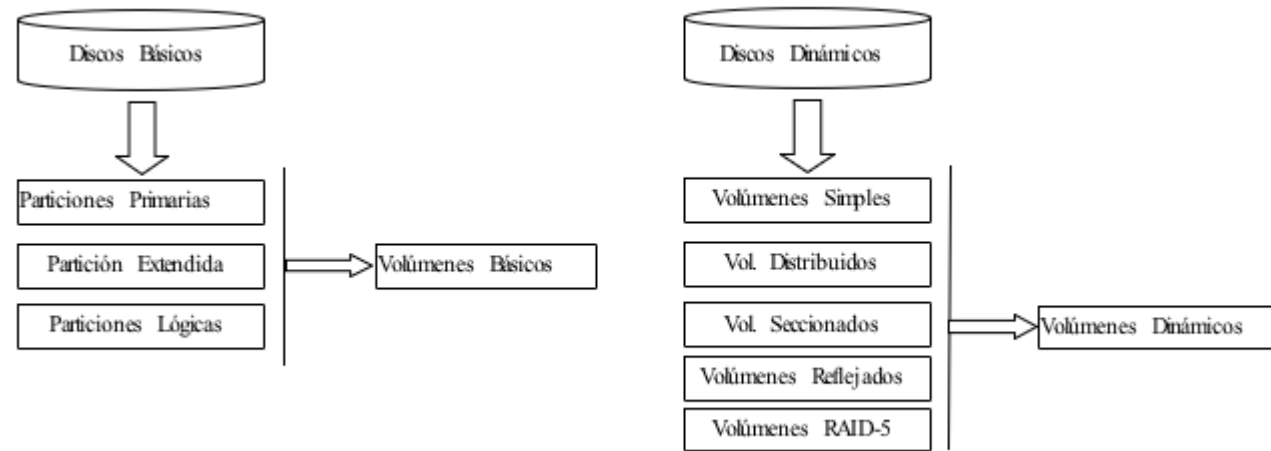 Discos Básicos
Particiones Primarias
Partición Extendida
Particiones Lógicas
Volúmenes Básicos
Discos Dinámicos
Volúmenes Simples
Vol. Distribuidos
Vol. Seccionados
Volúmenes Reflejados
Volúmenes RAID-5
Volúmenes Dinámicos